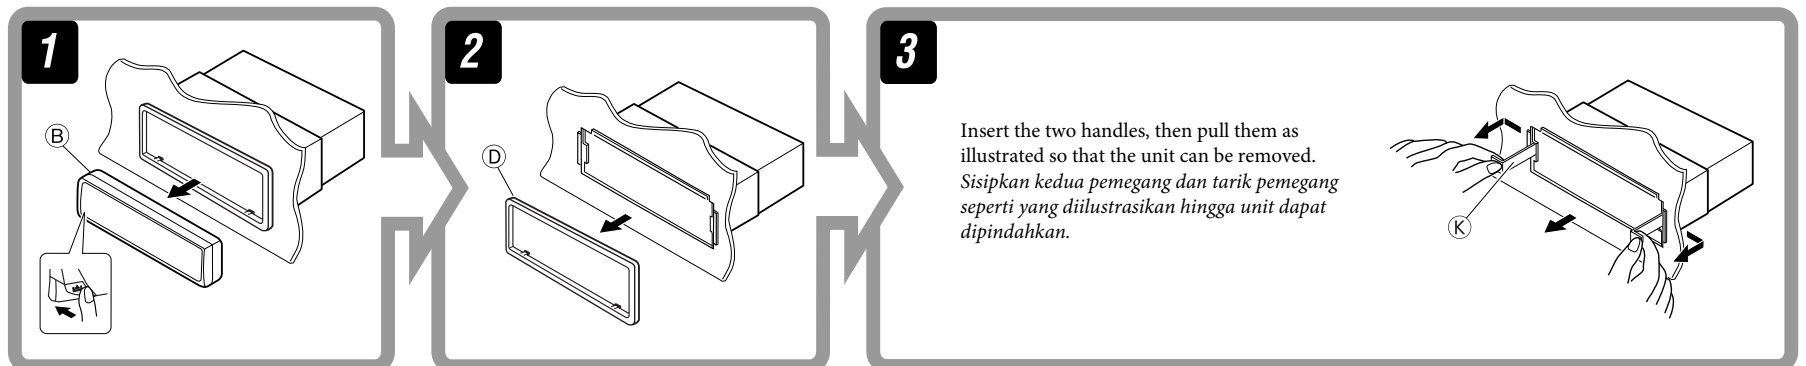 1
B
2
D
3
Insert the two handles, then pull them as
illustrated so that the unit can be removed.
Sisipkan kedua pemegang dan tarik pemegang
seperti yang diilustrasikan hingga unit dapat
dipindahkan.
K